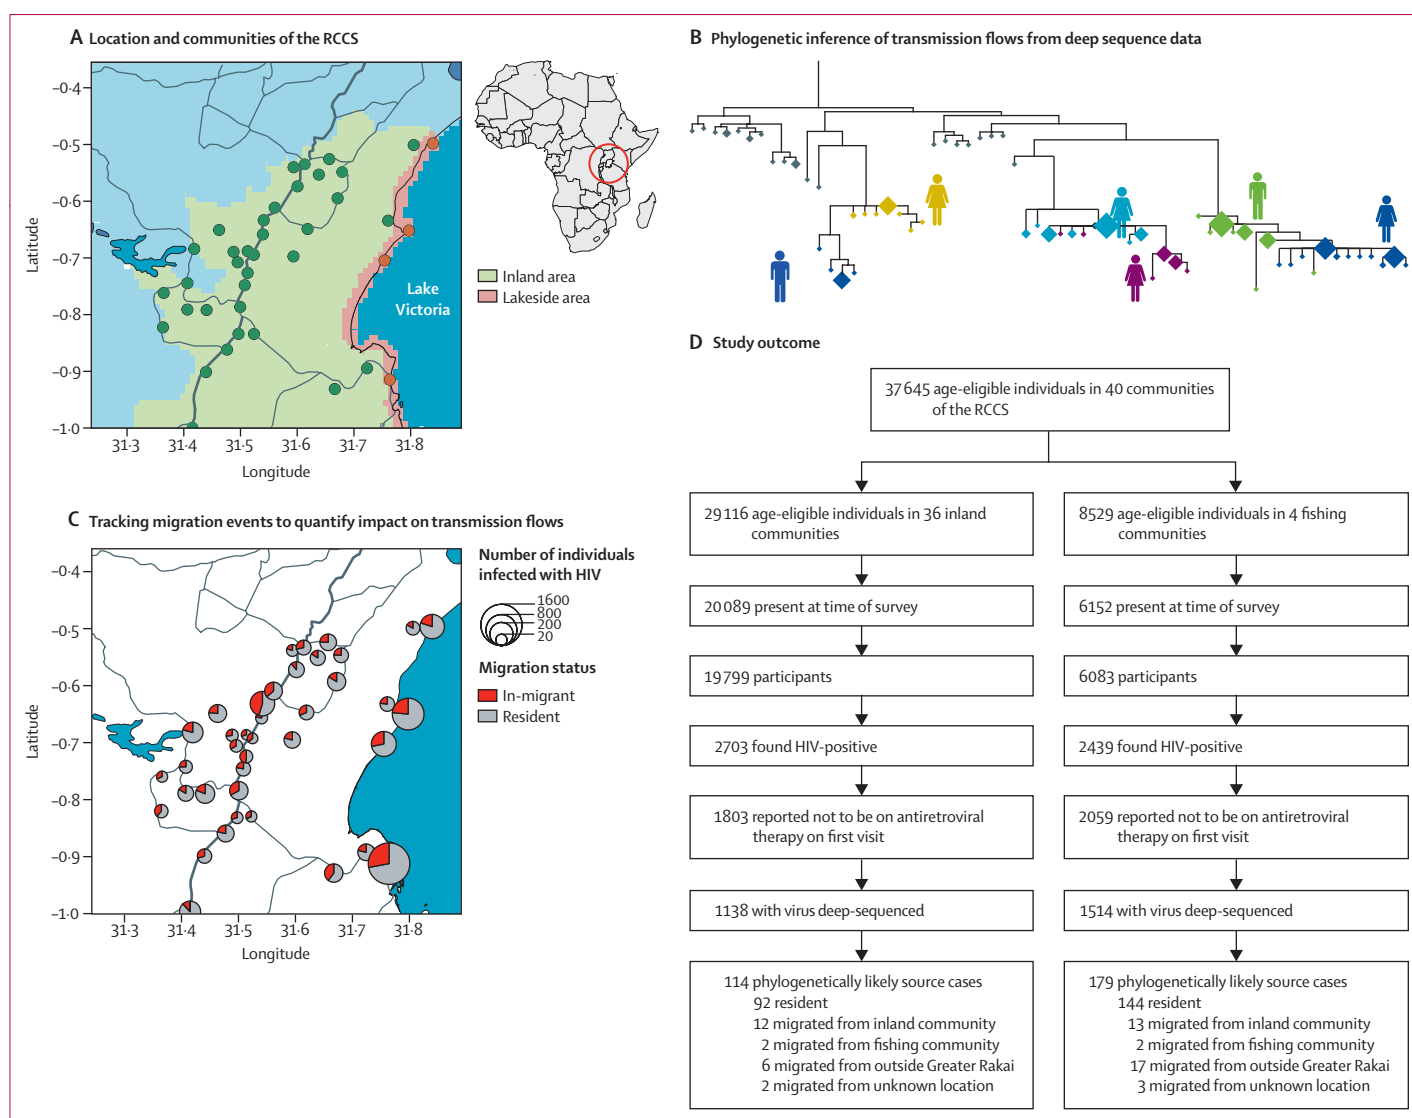 A Location and communities of the RCCS
–0·4
–0·5
–0·6
–0·7
–0·8
–0·9
–1·0
Latitude
31·3 31·4 31·5 31·6 31·7 31·8
Longitude
Lake
Victoria
Inland area
Lakeside area
B Phylogenetic inference of transmission flows from deep sequence data
C Tracking migration events to quantify impact on transmission flows
–0·4
–0·5
–0·6
–0·7
–0·8
–0·9
–1·0
Latitude
31·3 31·4 31·5 31·6 31·7 31·8
Longitude
Number of individuals
infected with HIV
1600
800
200
20
Migration status
In-migrant
Resident
D Study outcome
37 645 age-eligible individuals in 40 communities
of the RCCS
29 116 age-eligible individuals in 36 inland
communities
20 089 present at time of survey
19 799 participants
2703 found HIV-positive
1803 reported not to be on antiretroviral
therapy on first visit
1138 with virus deep-sequenced
114 phylogenetically likely source cases
92 resident
12 migrated from inland community
2 migrated from fishing community
6 migrated from outside Greater Rakai
2 migrated from unknown location
8529 age-eligible individuals in 4 fishing
communities
6152 present at time of survey
6083 participants
2439 found HIV-positive
2059 reported not to be on antiretroviral
therapy on first visit
1514 with virus deep-sequenced
179 phylogenetically likely source cases
144 resident
13 migrated from inland community
2 migrated from fishing community
17 migrated from outside Greater Rakai
3 migrated from unknown location